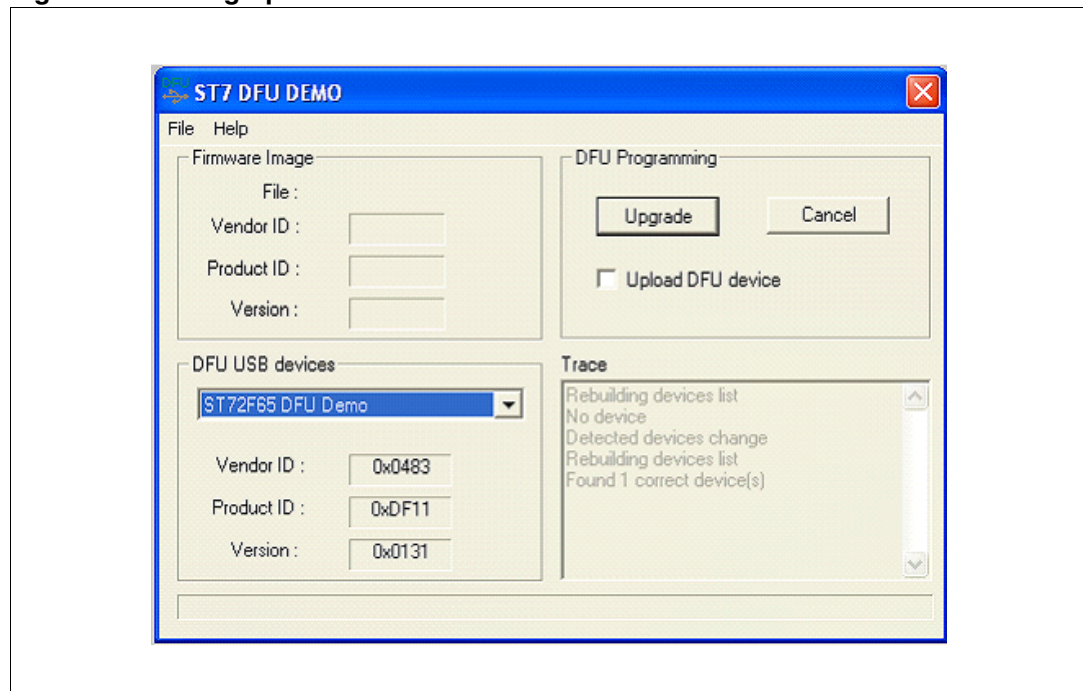 ST7 DFU DEMO
File Help
Firmware Image
File :
Vendor ID :
Product ID :
Version :
DFU Programming
Upgrade
Cancel
Upload DFU device
DFU USB devices
ST72F65 DFU Demo
Vendor ID : 0x0483
Product ID : 0xDF11
Version : 0x0131
Trace
Rebuilding devices list
No device
Detected devices change
Rebuilding devices list
Found 1 correct device(s)